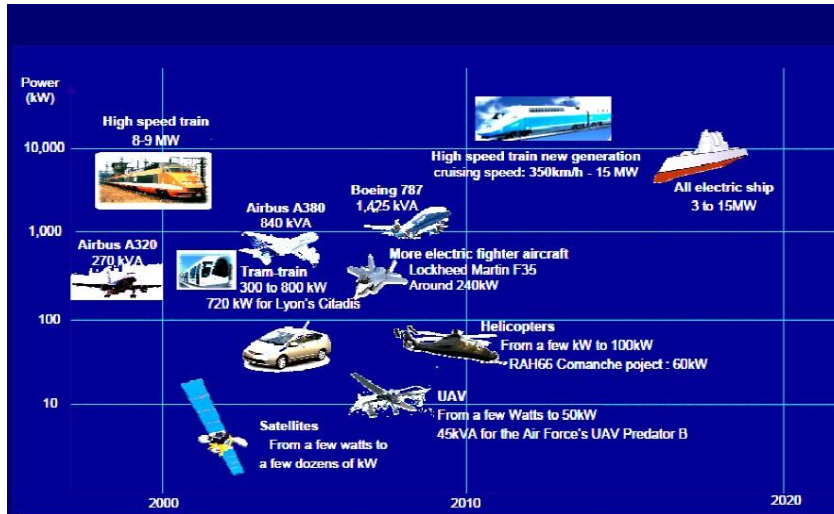 Power
(kW)
High speed train
8-9 MW
10,000
High speed train new generation
cruising speed: 350km/h - 15 MW
All electric ship
3 to 15MW
Boeing 787
1,425 kVA
Airbus A380
840 kVA
1,000
Airbus A320
270 kVA
Tram-train
300 to 800 kW
720 kW for Lyon's Citadis
More electric fighter aircraft
Lockheed Martin F35
Around 240kW
100
Helicopters
From a few kW to 100kW
RAH66 Comanche poject : 60kW
10
UAV
From a few Watts to 50kW
45kVA for the Air Force's UAV Predator B
Satellites
From a few watts to
a few dozens of kW
2000
2010
2020